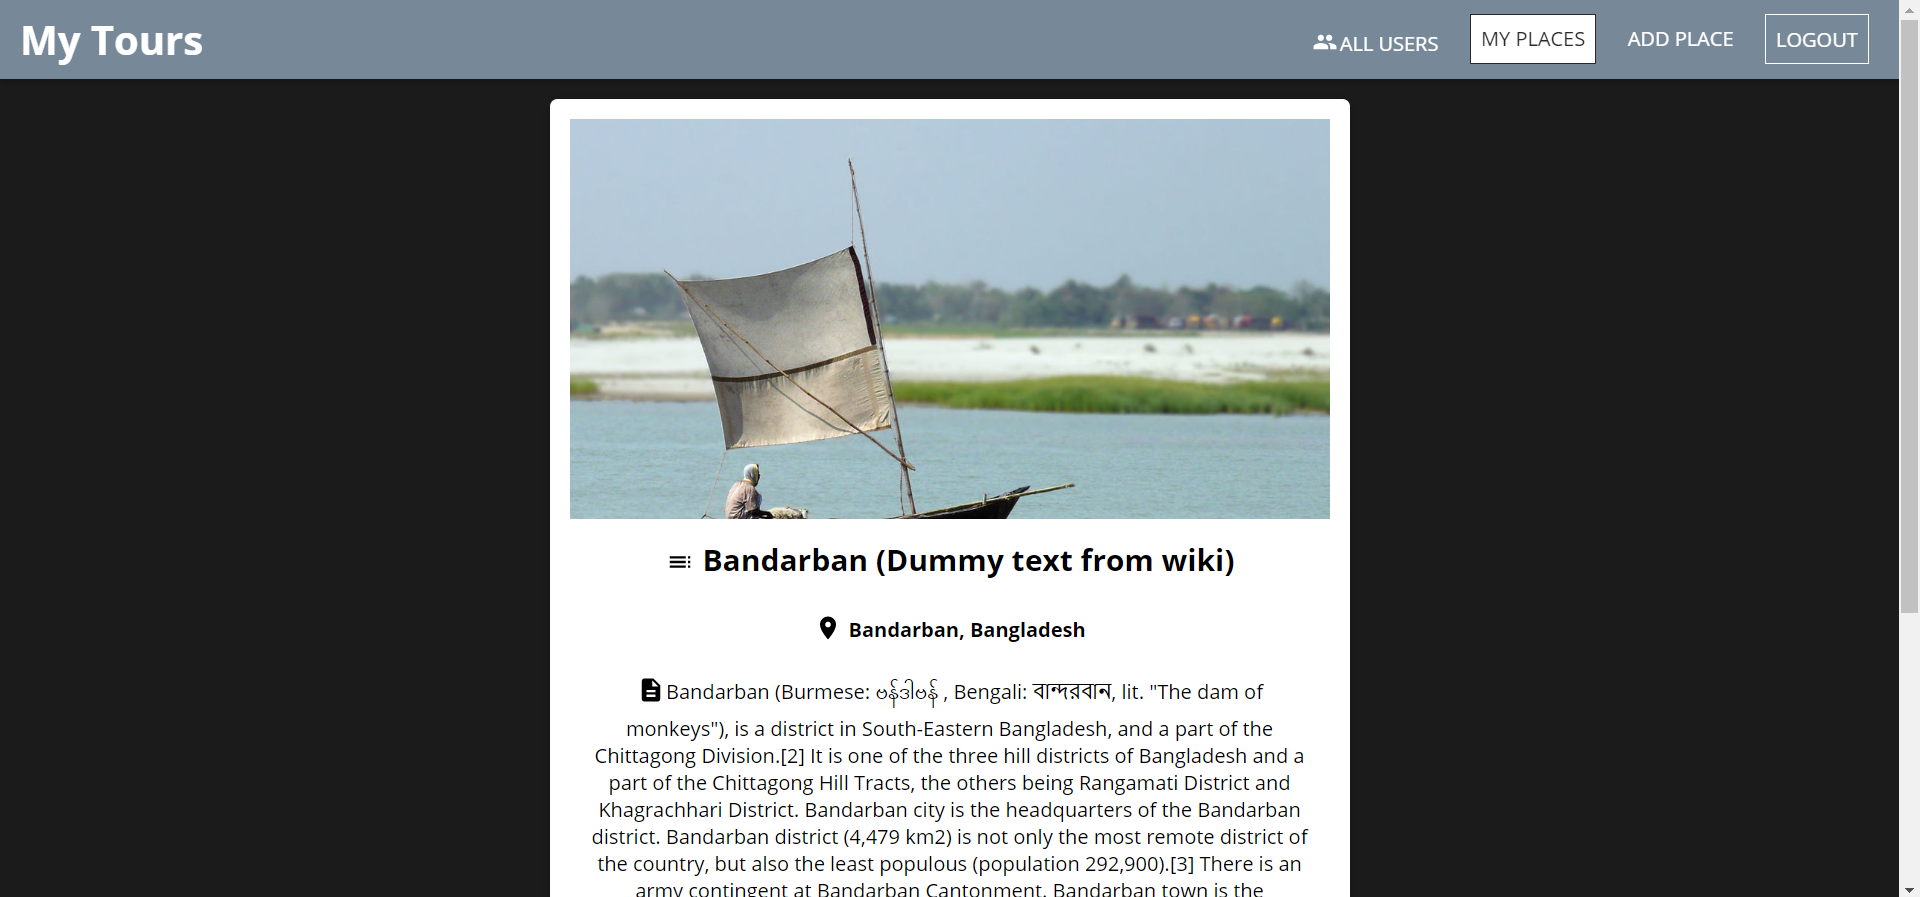 My Tours
ALL USERS
MY PLACES
ADD PLACE
LOGOUT
Bandarban (Dummy text from wiki)
Bandarban, Bangladesh
Bandarban (Burmese: ဗန်ဒါဗန် , Bengali: বান্দরবান, lit. "The dam of
monkeys"), is a district in South-Eastern Bangladesh, and a part of the
Chittagong Division.[2] It is one of the three hill districts of Bangladesh and a
part of the Chittagong Hill Tracts, the others being Rangamati District and
Khagrachhari District. Bandarban city is the headquarters of the Bandarban
district. Bandarban district (4,479 km2) is not only the most remote district of
the country, but also the least populous (population 292,900).[3] There is an
army contingent at Bandarban Cantonment. Bandarban town is the